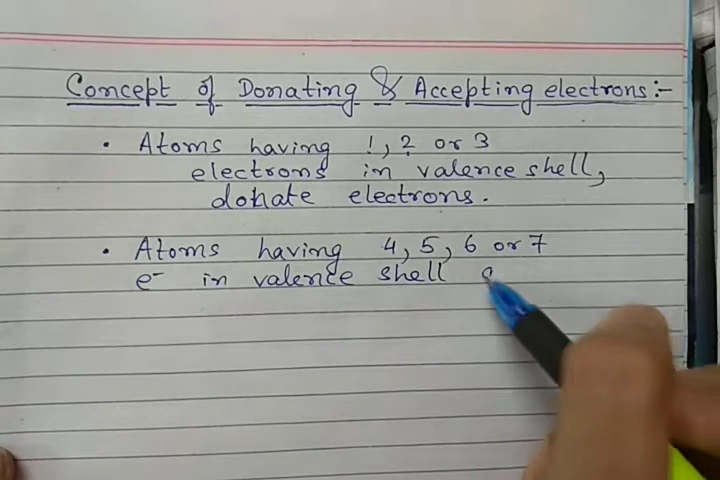 Concept of Donating & Accepting electrons:-
• Atoms having 1, 2 or 3
electrons in valence shell,
donate electrons.
• Atoms having 4, 5, 6 or 7
e⁻ in valence shell